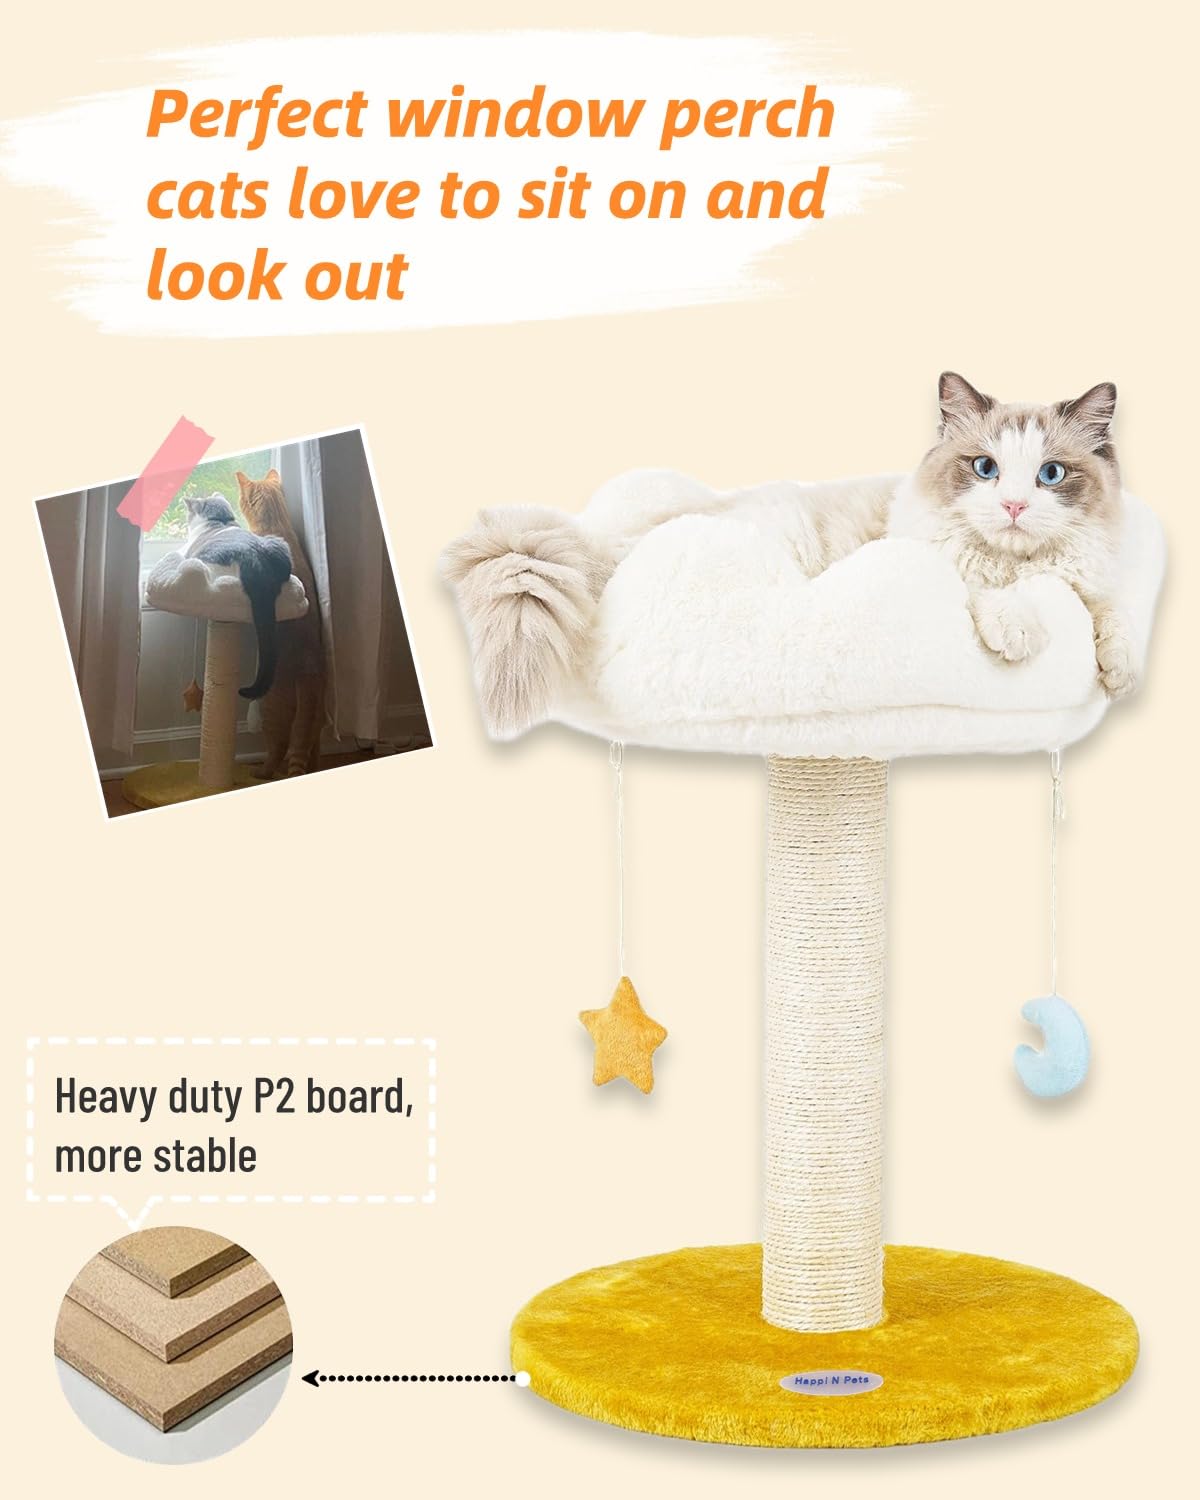 Perfect window perch
cats love to sit on and
look out
Heavy duty P2 board,
more stable
Happi N Pets